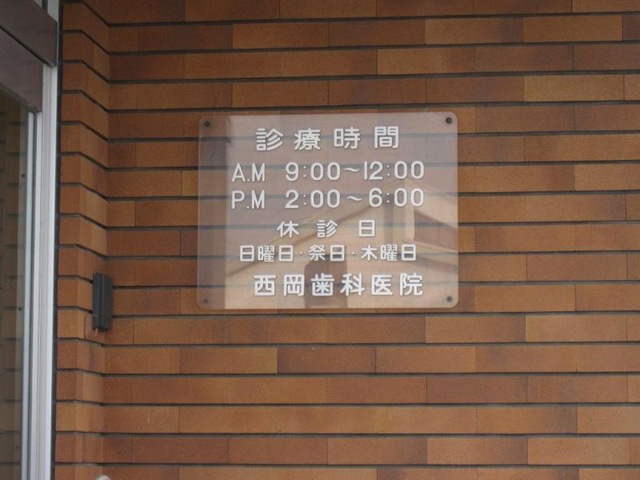 診療時間
A.M 9:00～12:00
P.M 2:00～6:00
休診日
日曜日・祭日・木曜日
西岡歯科医院